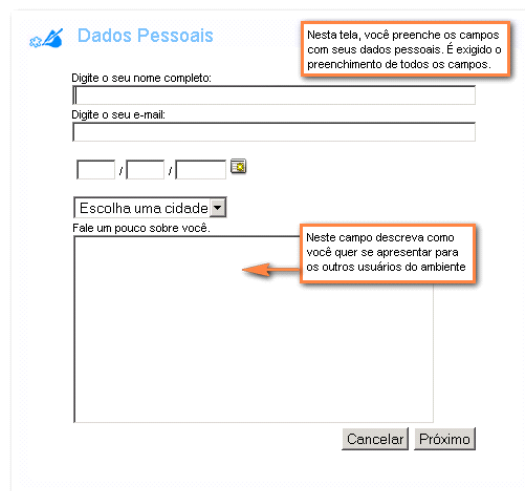 Dados Pessoais
Nesta tela, você preenche os campos
com seus dados pessoais. É exigido o
preenchimento de todos os campos.
Digite o seu nome completo:
Digite o seu e-mail:
/ /
Escolha uma cidade
Fale um pouco sobre você.
Neste campo descreva como
você quer se apresentar para
os outros usuários do ambiente
Cancelar Próximo